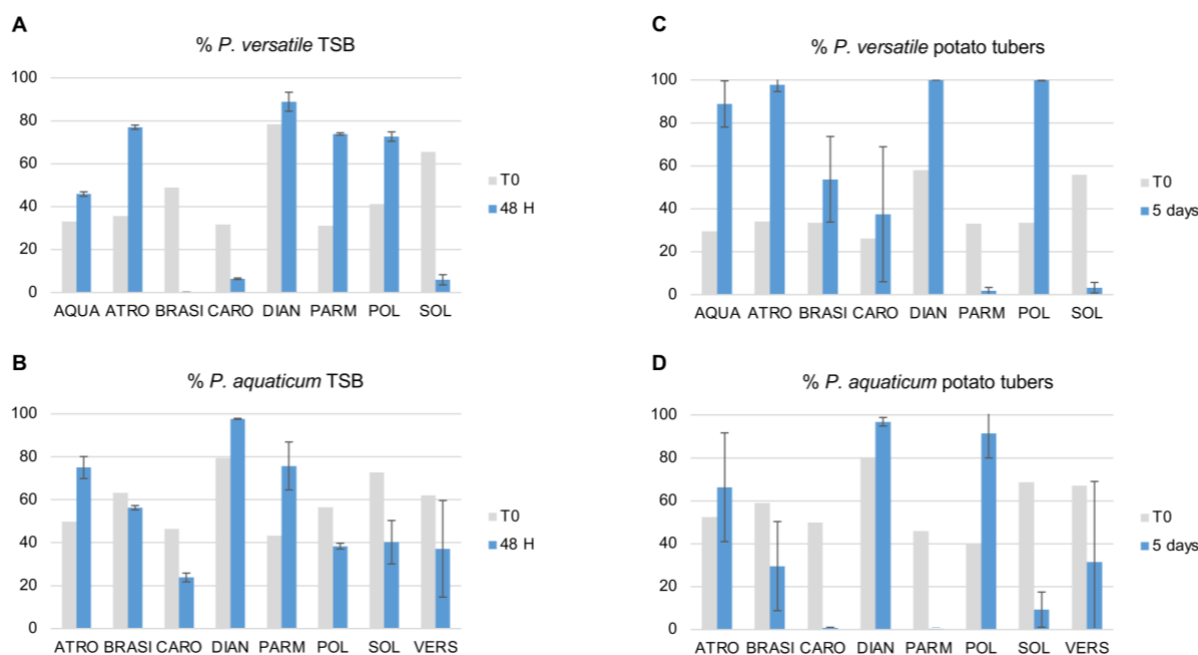 A
% P. versatile TSB
100
80
60
40
20
0
AQUA ATRO BRASI CARO DIAN PARM POL SOL
T0
48 H
B
% P. aquaticum TSB
100
80
60
40
20
0
ATRO BRASI CARO DIAN PARM POL SOL VERS
T0
48 H
C
% P. versatile potato tubers
100
80
60
40
20
0
AQUA ATRO BRASI CARO DIAN PARM POL SOL
T0
5 days
D
% P. aquaticum potato tubers
100
80
60
40
20
0
ATRO BRASI CARO DIAN PARM POL SOL VERS
T0
5 days